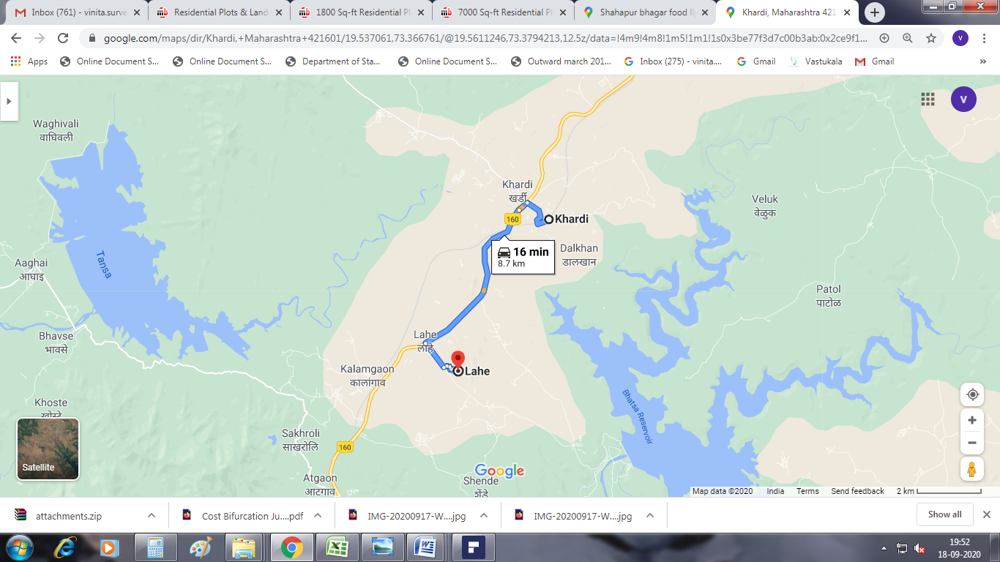 Inbox (761) - vinita.surve
Residential Plots & Land
1800 Sq-ft Residential Pl
7000 Sq-ft Residential Pl
Shahapur bhagar food
Khardi, Maharashtra 421
google.com/maps/dir/Khardi,+Maharashtra+421601/19.537061,73.366761/@19.5611246,73.3794213,12.5z/data=!4m9!4m8!1m5!1m1!1s0x3be77f3d7c00b3ab:0x2ce9f1...
V
Apps
Online Document S...
Online Document S...
Department of Sta...
Online Document S...
Outward march 201...
Inbox (275) - vinita....
Gmail
Vastukala
Gmail
»
V
Waghivali
वाघिवली
Khardi
खर्डी
Veluk
वेळुक
160
Khardi
16 min
8.7 km
Dalkhan
डालखान
Tansa
Aaghai
आघाइ
Patol
पाटोळ
Bhavse
भावसे
Lahe
लाहे
Kalamgaon
कालांगाव
Lahe
Khoste
खोस्टे
Bhatsa Reservoir
Sakhroli
साखरोलि
160
Satellite
Google
Atgaon
आटगाव
Shende
शेंडे
Map data ©2020
India
Terms
Send feedback
2 km
attachments.zip
Cost Bifurcation Ju....pdf
IMG-20200917-W....jpg
IMG-20200917-W....jpg
Show all
19:52
18-09-2020